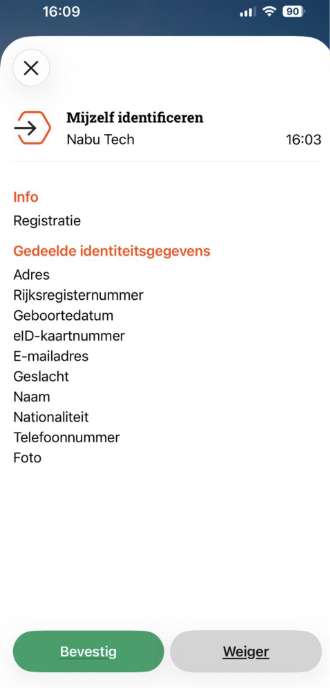 16:09
90
Mijzelf identificeren
Nabu Tech 16:03
Info
Registratie
Gedeelde identiteitsgegevens
Adres
Rijksregisternummer
Geboortedatum
eID-kaartnummer
E-mailadres
Geslacht
Naam
Nationaliteit
Telefoonnummer
Foto
Bevestig
Weiger